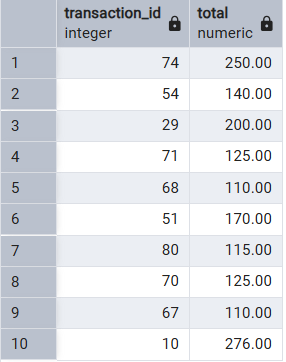 transaction_id total
integer numeric
1 74 250.00
2 54 140.00
3 29 200.00
4 71 125.00
5 68 110.00
6 51 170.00
7 80 115.00
8 70 125.00
9 67 110.00
10 10 276.00